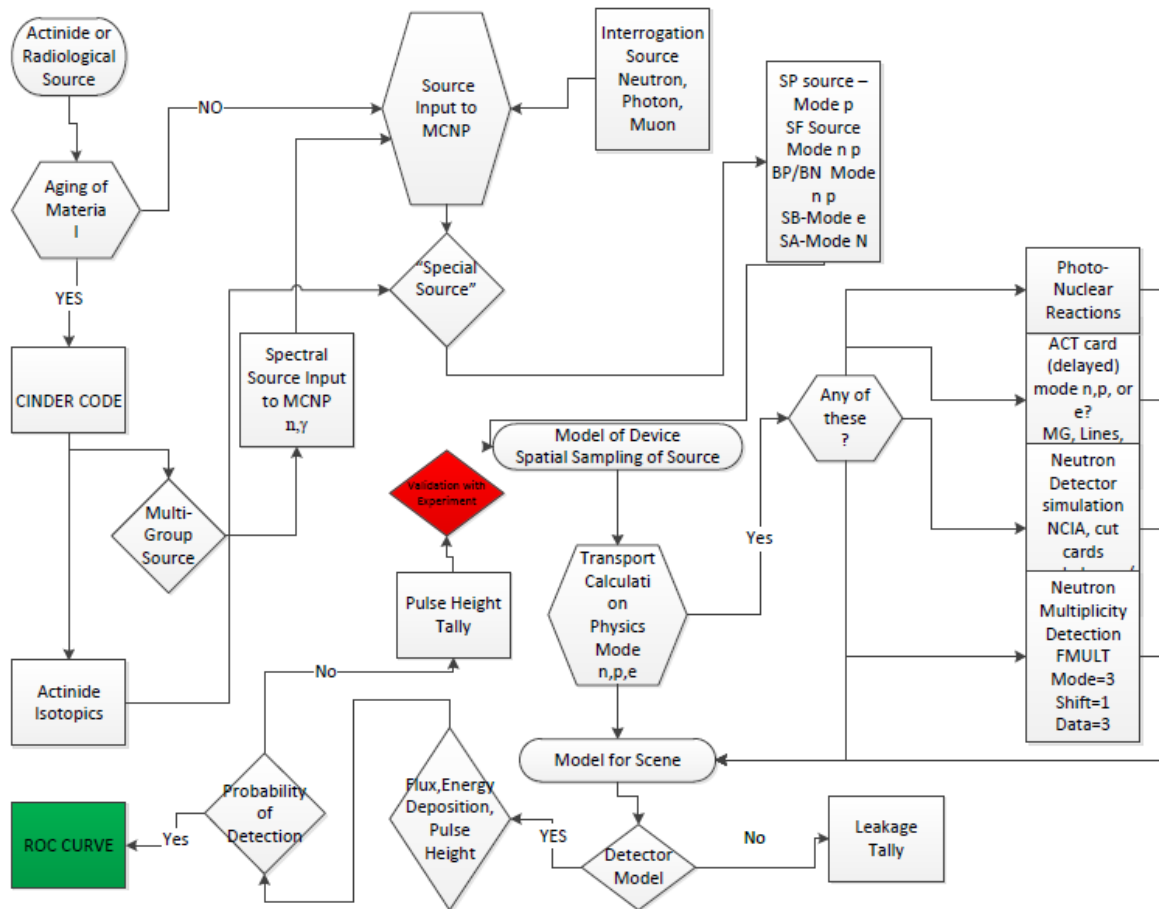 Actinide or
Radiological
Source
NO
Source
Input to
MCNP
Interrogation
Source
Neutron,
Photon,
Muon
SP source –
Mode p
SF Source
Mode n p
BP/BN Mode
n p
SB-Mode e
SA-Mode N
Aging of
Materia
l
YES
"Special
Source"
CINDER CODE
Spectral
Source Input
to MCNP
n,γ
Multi-
Group
Source
Actinide
Isotopics
Validation with
Experiment
Model of Device
Spatial Sampling of Source
Pulse Height
Tally
No
Transport
Calculati
on
Physics
Mode
n,p,e
Yes
Any of
these
?
Photo-
Nuclear
Reactions
ACT card
(delayed)
mode n,p, or
e?
MG, Lines,
Neutron
Detector
simulation
NCIA, cut
cards
Neutron
Multiplicity
Detection
FMULT
Mode=3
Shift=1
Data=3
Model for Scene
Probability
of
Detection
Flux,Energy
Deposition,
Pulse
Height
YES
Detector
Model
No
Leakage
Tally
Yes
ROC CURVE